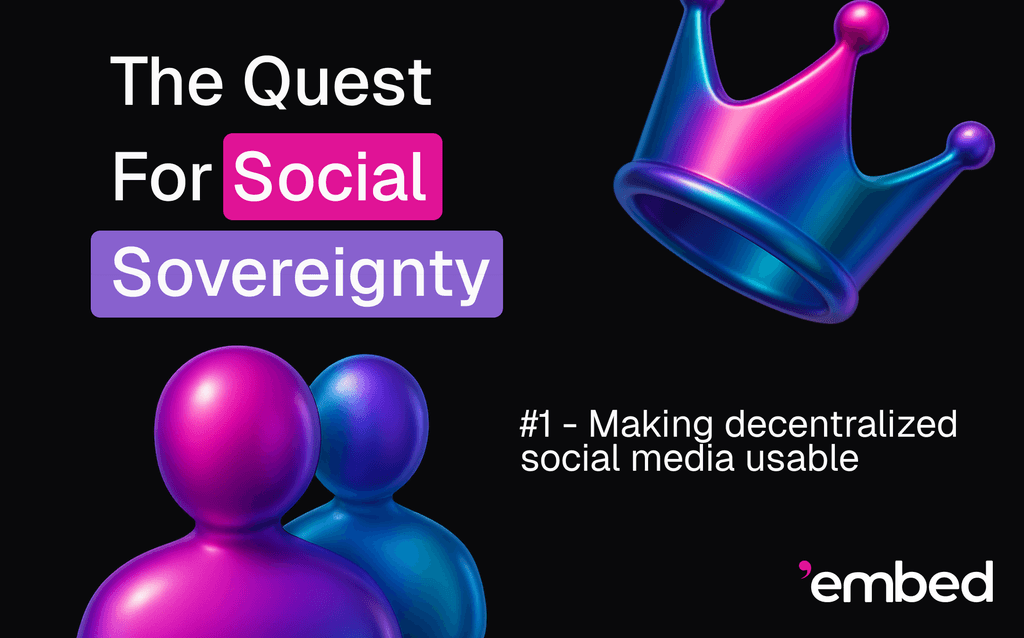 The Quest
For Social
Sovereignty
#1 - Making decentralized
social media usable
’embed